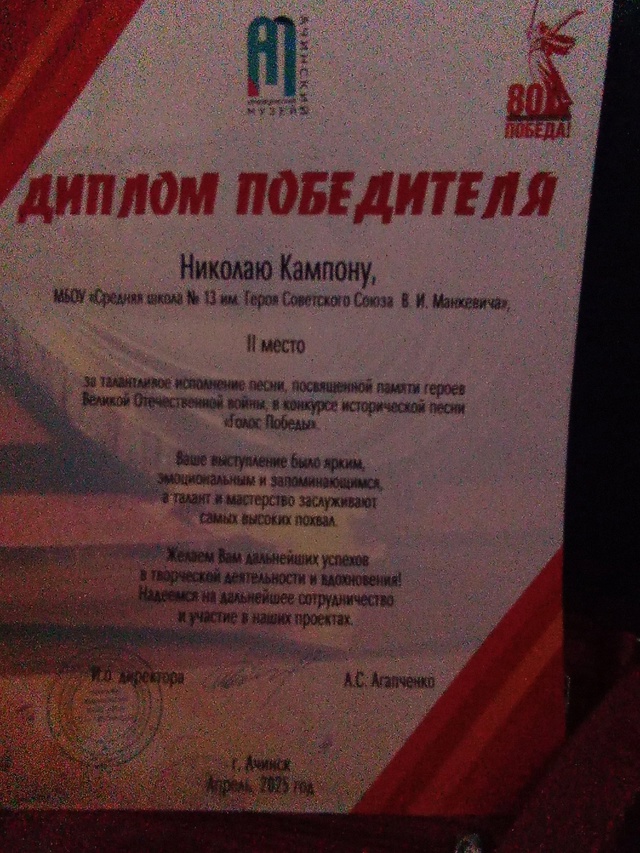 АЧИНСКИЙ
КРАЕВЕДЧЕСКИЙ
МУЗЕЙ
80
ПОБЕДА!
ДИПЛОМ ПОБЕДИТЕЛЯ
Николаю Кампону,
МБОУ «Средняя школа № 13 им. Героя Советского Союза В. И. Манкевича»,
II место
за талантливое исполнение песни, посвященной памяти героев
Великой Отечественной войны, в конкурсе исторической песни
«Голос Победы».
Ваше выступление было ярким,
эмоциональным и запоминающимся,
а талант и мастерство заслуживают
самых высоких похвал.
Желаем Вам дальнейших успехов
в творческой деятельности и вдохновения!
Надеемся на дальнейшее сотрудничество
и участие в наших проектах.
И.о. директора А.С. Агапченко
г. Ачинск
Апрель, 2025 год